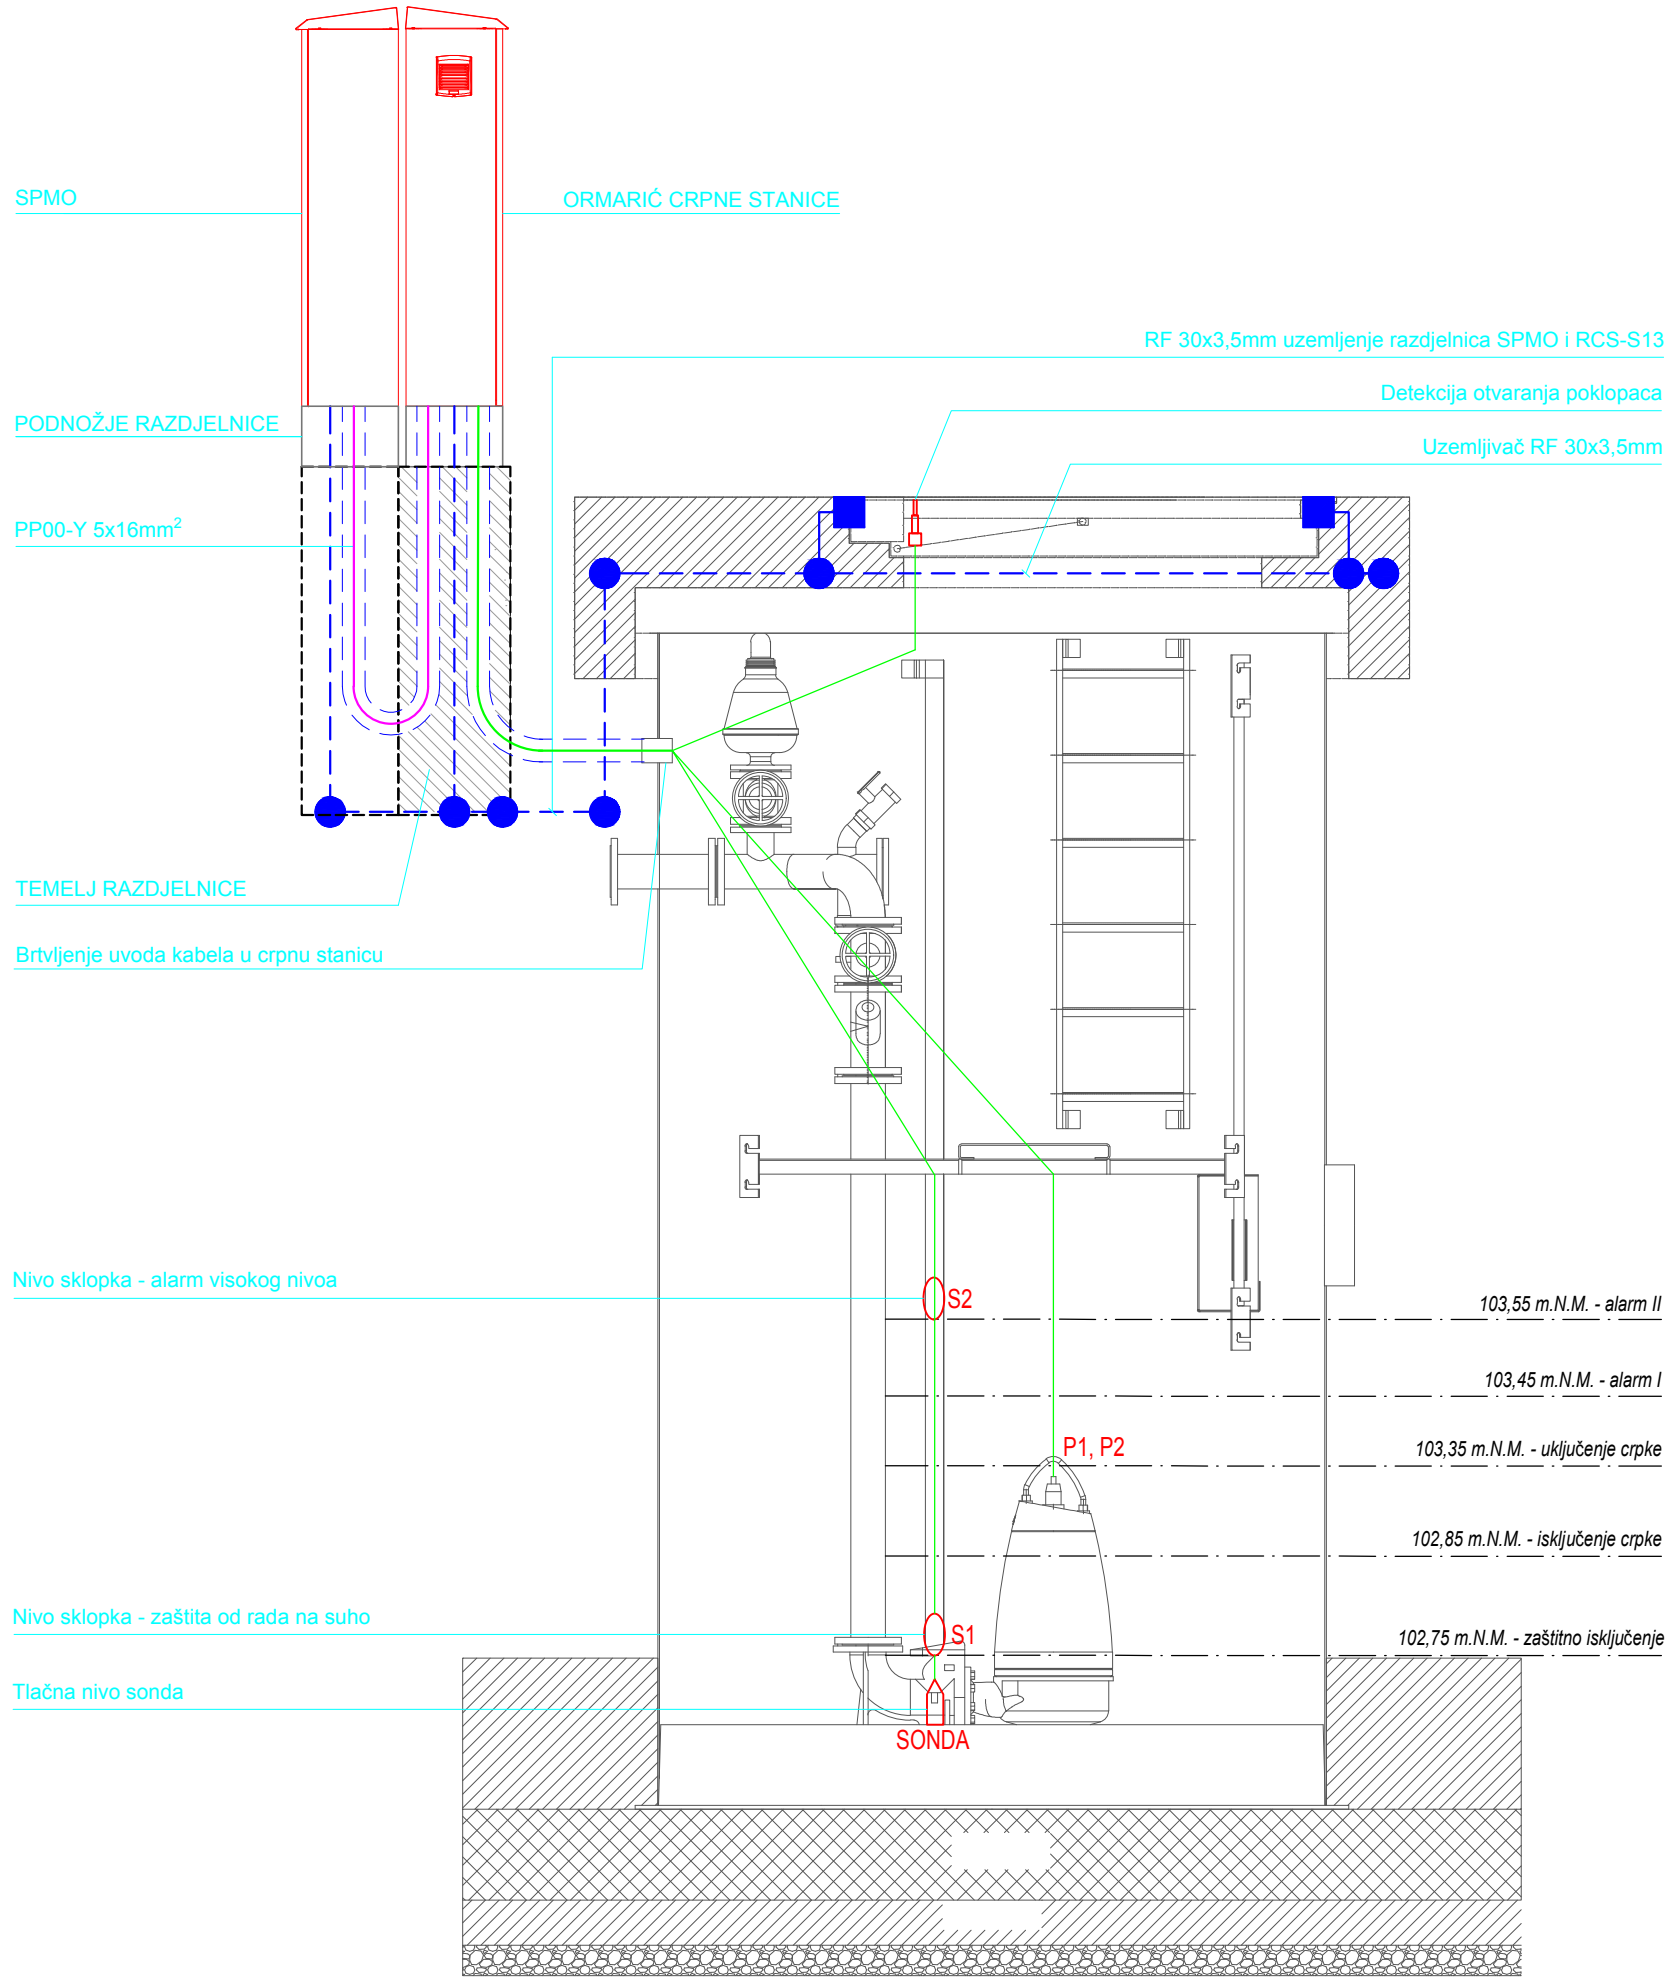 SPMO
ORMARIĆ CRPNE STANICE
RF 30x3,5mm uzemljenje razdjelnica SPMO i RCS-S13
Detekcija otvaranja poklopaca
PODNOŽJE RAZDJELNICE
Uzemljivač RF 30x3,5mm
PP00-Y 5x16mm²
TEMELJ RAZDJELNICE
Brtvljenje uvoda kabela u crpnu stanicu
Nivo sklopka - alarm visokog nivoa
S2
103,55 m.N.M. - alarm II
103,45 m.N.M. - alarm I
P1, P2
103,35 m.N.M. - uključenje crpke
102,85 m.N.M. - isključenje crpke
Nivo sklopka - zaštita od rada na suho
S1
102,75 m.N.M. - zaštitno isključenje
Tlačna nivo sonda
SONDA